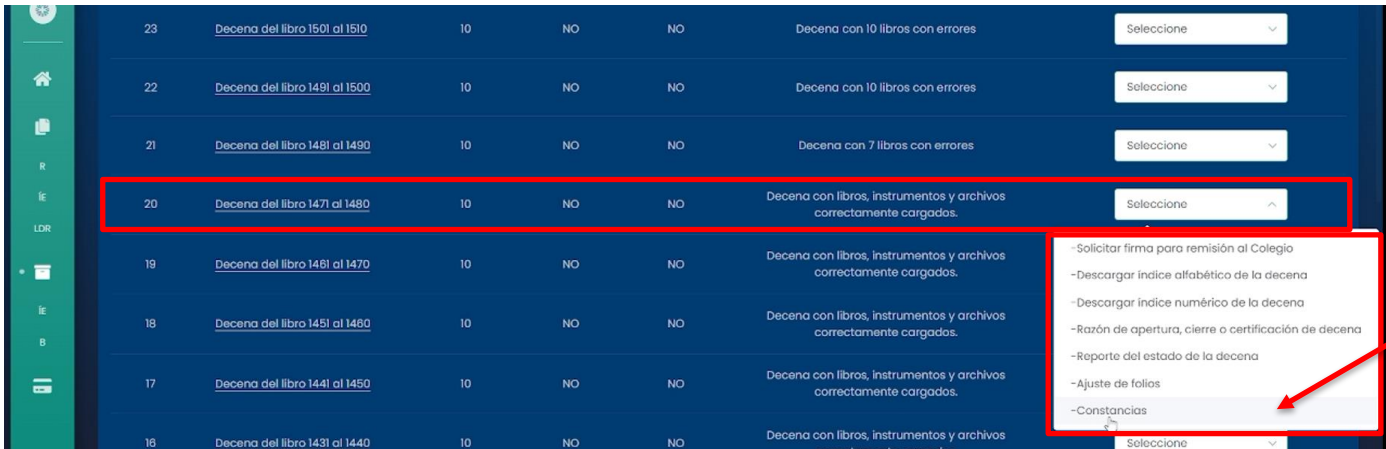 23 Decena del libro 1501 al 1510 10 NO NO Decena con 10 libros con errores Seleccione
22 Decena del libro 1491 al 1500 10 NO NO Decena con 10 libros con errores Seleccione
21 Decena del libro 1481 al 1490 10 NO NO Decena con 7 libros con errores Seleccione
R
ÍE
20 Decena del libro 1471 al 1480 10 NO NO Decena con libros, instrumentos y archivos
correctamente cargados. Seleccione
LDR
-Solicitar firma para remisión al Colegio
-Descargar índice alfabético de la decena
-Descargar índice numérico de la decena
-Razón de apertura, cierre o certificación de decena
-Reporte del estado de la decena
-Ajuste de folios
-Constancias
19 Decena del libro 1461 al 1470 10 NO NO Decena con libros, instrumentos y archivos
correctamente cargados.
ÍE
18 Decena del libro 1451 al 1460 10 NO NO Decena con libros, instrumentos y archivos
correctamente cargados.
B
17 Decena del libro 1441 al 1450 10 NO NO Decena con libros, instrumentos y archivos
correctamente cargados.
16 Decena del libro 1431 al 1440 10 NO NO Decena con libros, instrumentos y archivos
Seleccione